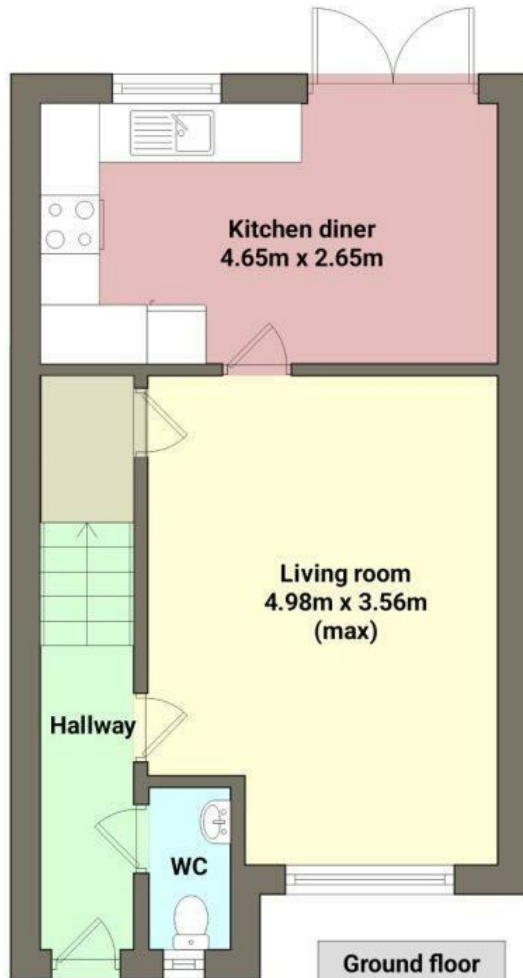 Kitchen diner
4.65m x 2.65m
Living room
4.98m x 3.56m
(max)
Hallway
WC
Ground floor